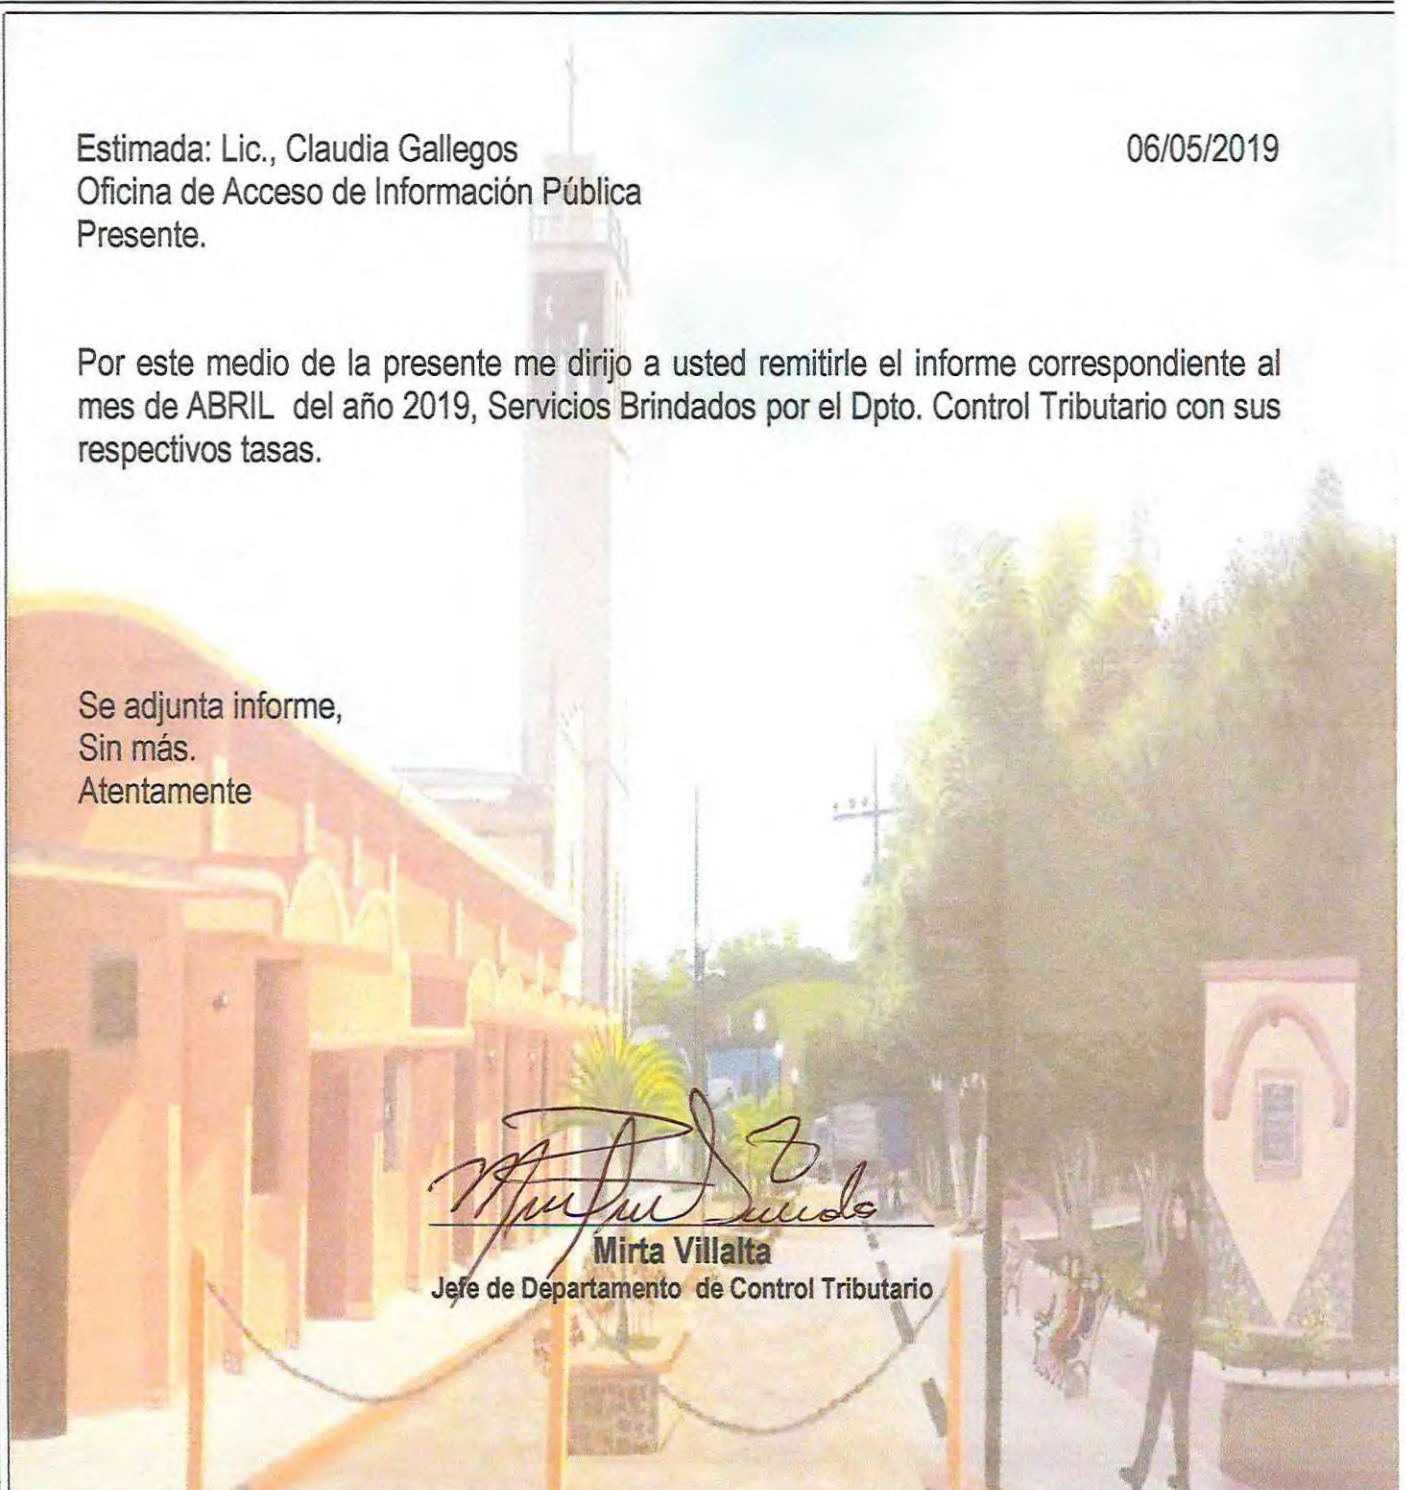 Estimada: Lic., Claudia Gallegos 06/05/2019
Oficina de Acceso de Información Pública
Presente.
Por este medio de la presente me dirijo a usted remitirle el informe correspondiente al
mes de ABRIL del año 2019, Servicios Brindados por el Dpto. Control Tributario con sus
respectivos tasas.
Se adjunta informe,
Sin más.
Atentamente
Mirta Villalta
Jefe de Departamento de Control Tributario